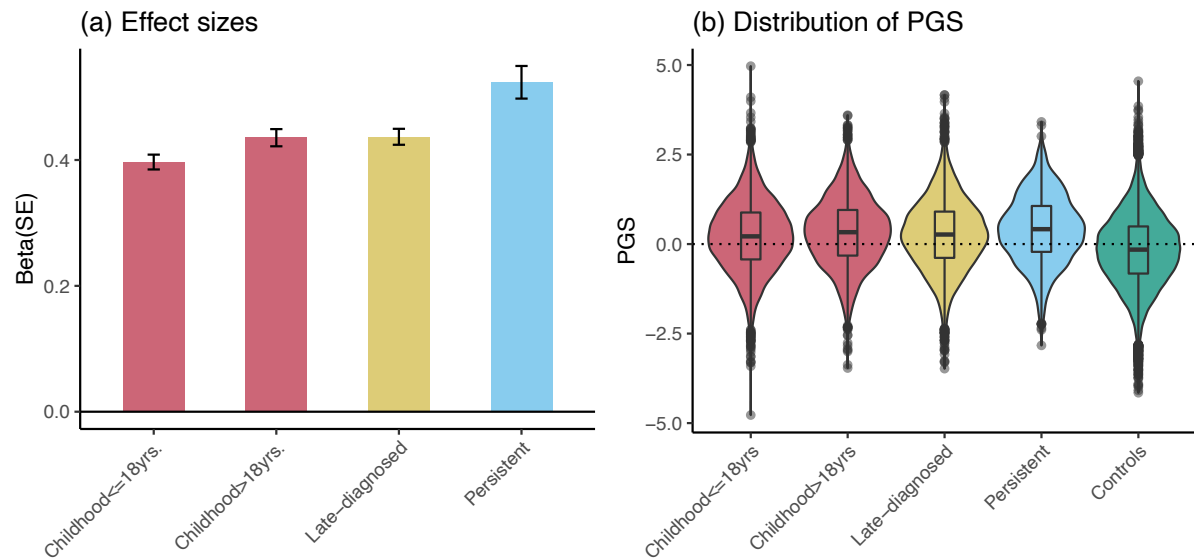 (a) Effect sizes
Beta(SE)
0.4
0.2
0.0
Childhood<=18yrs.
Childhood>18yrs.
Late−diagnosed
Persistent
(b) Distribution of PGS
PGS
5.0
2.5
0.0
−2.5
−5.0
Childhood<=18yrs
Childhood>18yrs
Late−diagnosed
Persistent
Controls